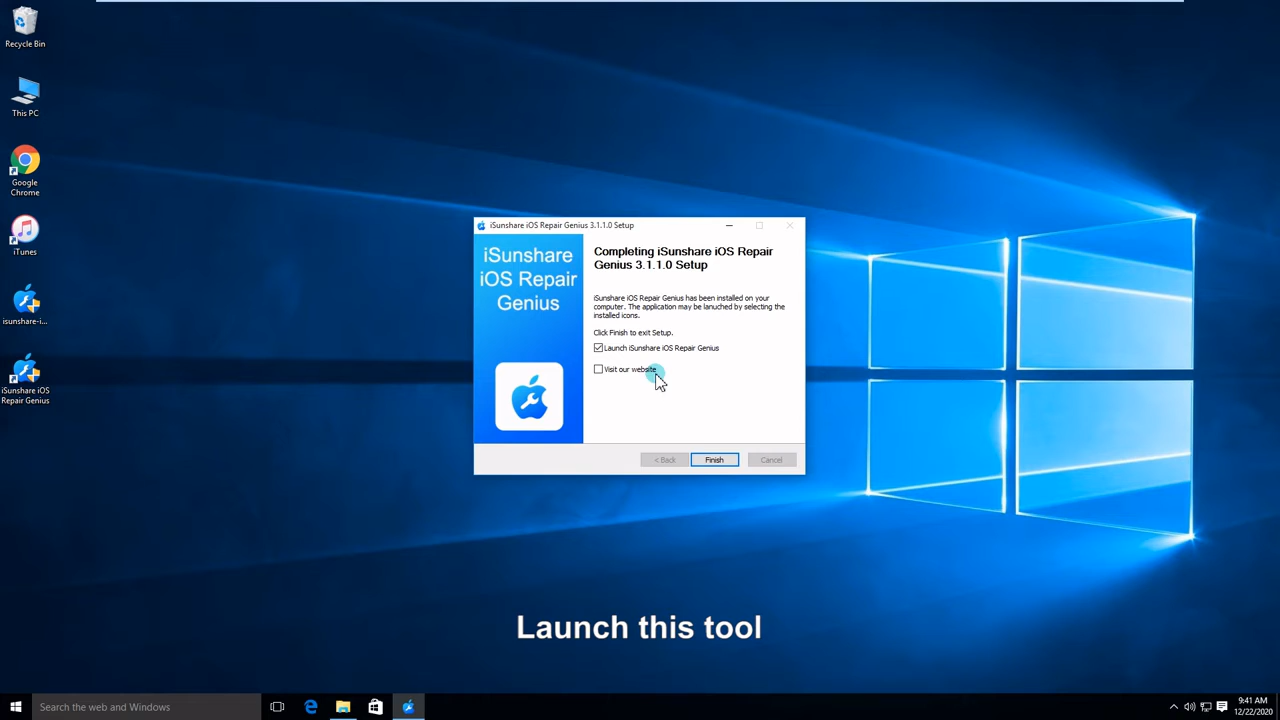 Recycle Bin
This PC
Google
Chrome
iTunes
isunshare-i...
iSunshare iOS
Repair Genius
iSunshare iOS Repair Genius 3.1.1.0 Setup
iSunshare
iOS Repair
Genius
Completing iSunshare iOS Repair
Genius 3.1.1.0 Setup
iSunshare iOS Repair Genius has been installed on your
computer. The application may be lanuched by selecting the
installed icons.
Click Finish to exit Setup.
Launch iSunshare iOS Repair Genius
Visit our website
< Back
Finish
Cancel
Launch this tool
Search the web and Windows
9:41 AM
12/22/2020